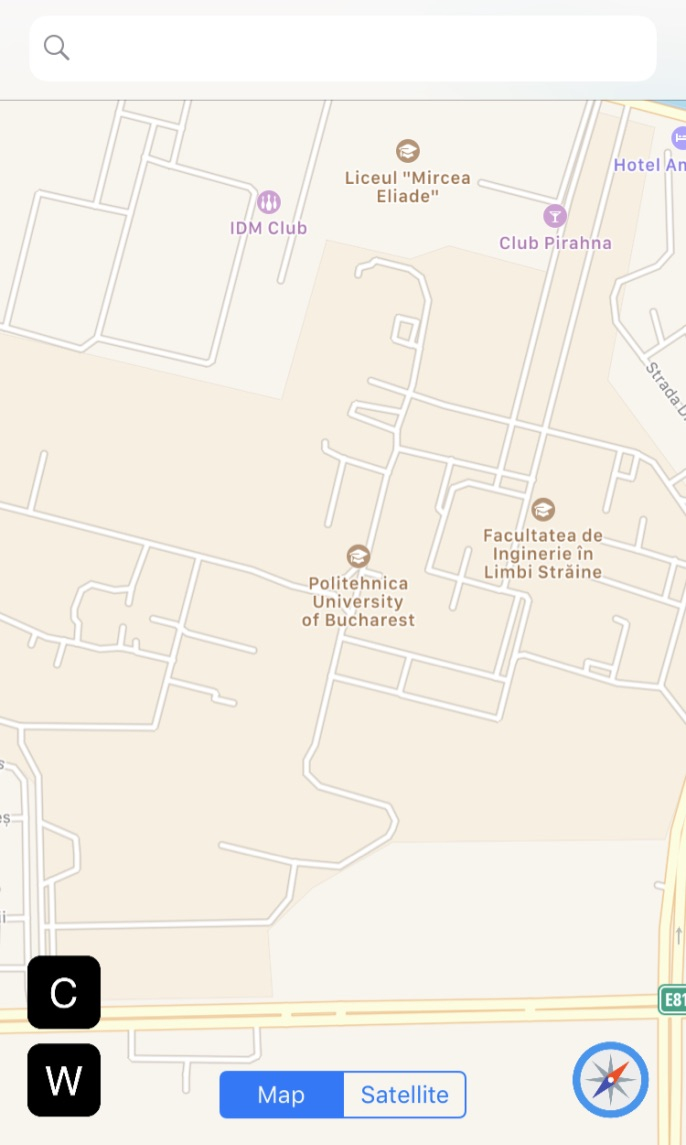 Liceul "Mircea
Eliade"
Hotel
IDM Club
Club Pirahna
Strada
Facultatea de
Inginerie în
Limbi Străine
Politehnica
University
of Bucharest
C
E81
W
Map
Satellite